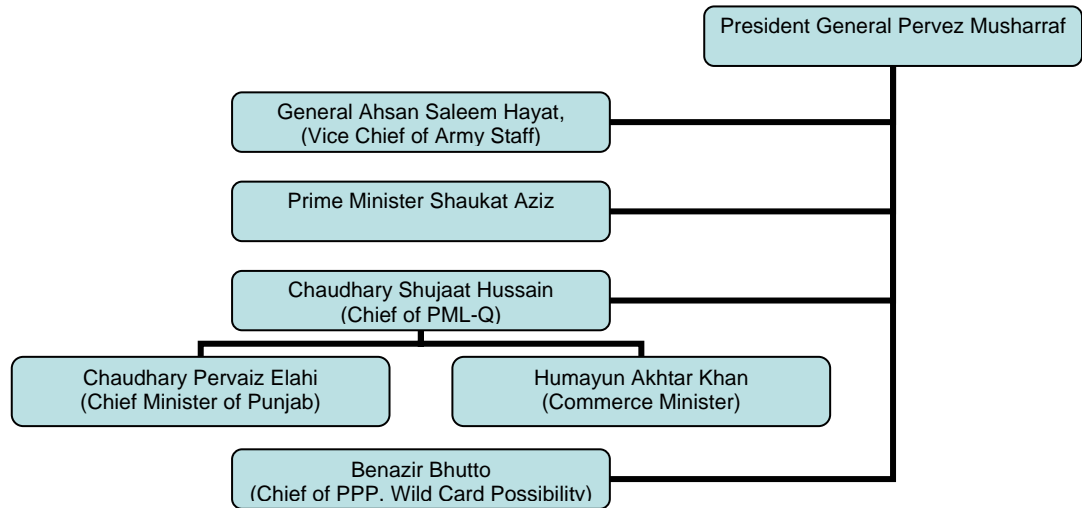 President General Pervez Musharraf
General Ahsan Saleem Hayat,
(Vice Chief of Army Staff)
Prime Minister Shaukat Aziz
Chaudhary Shujaat Hussain
(Chief of PML-Q)
Chaudhary Pervaiz Elahi
(Chief Minister of Punjab)
Humayun Akhtar Khan
(Commerce Minister)
Benazir Bhutto
(Chief of PPP. Wild Card Possibility)